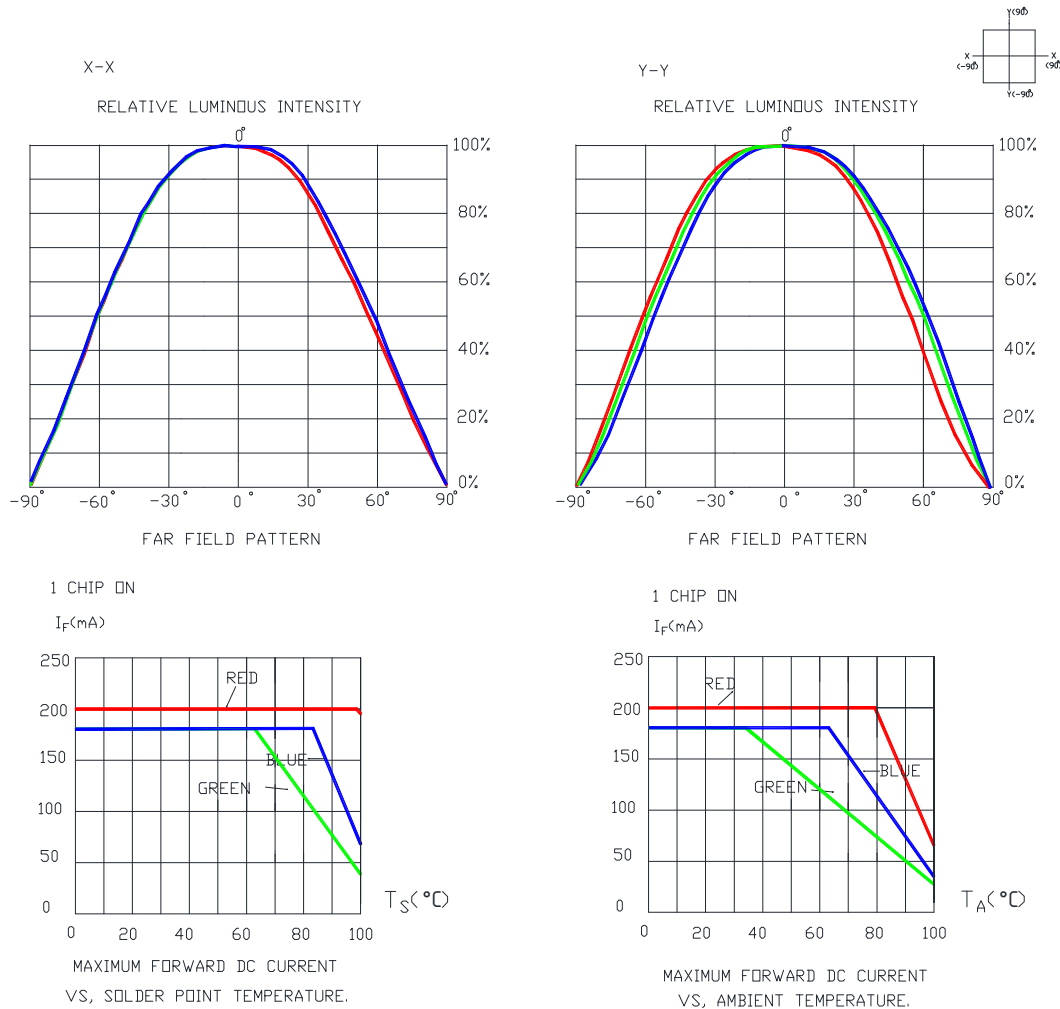 Y(90°)
X X
(-90°) (90°
Y(-90°)
X-X
Y-Y
RELATIVE LUMINOUS INTENSITY
RELATIVE LUMINOUS INTENSITY
0°
0°
100%
80%
60%
40%
20%
0%
100%
80%
60%
40%
20%
0%
-90° -60° -30° 0 30° 60° 90°
-90° -60° -30° 0 30° 60° 90°
FAR FIELD PATTERN
FAR FIELD PATTERN
1 CHIP ON
IF(mA)
250
200
150
100
50
0
RED
BLUE
GREEN
TS(°C)
0 20 40 60 80 100
MAXIMUM FORWARD DC CURRENT
VS, SOLDER POINT TEMPERATURE.
1 CHIP ON
IF(mA)
250
200
150
100
50
0
RED
BLUE
GREEN
TA(°C)
0 20 40 60 80 100
MAXIMUM FORWARD DC CURRENT
VS, AMBIENT TEMPERATURE.